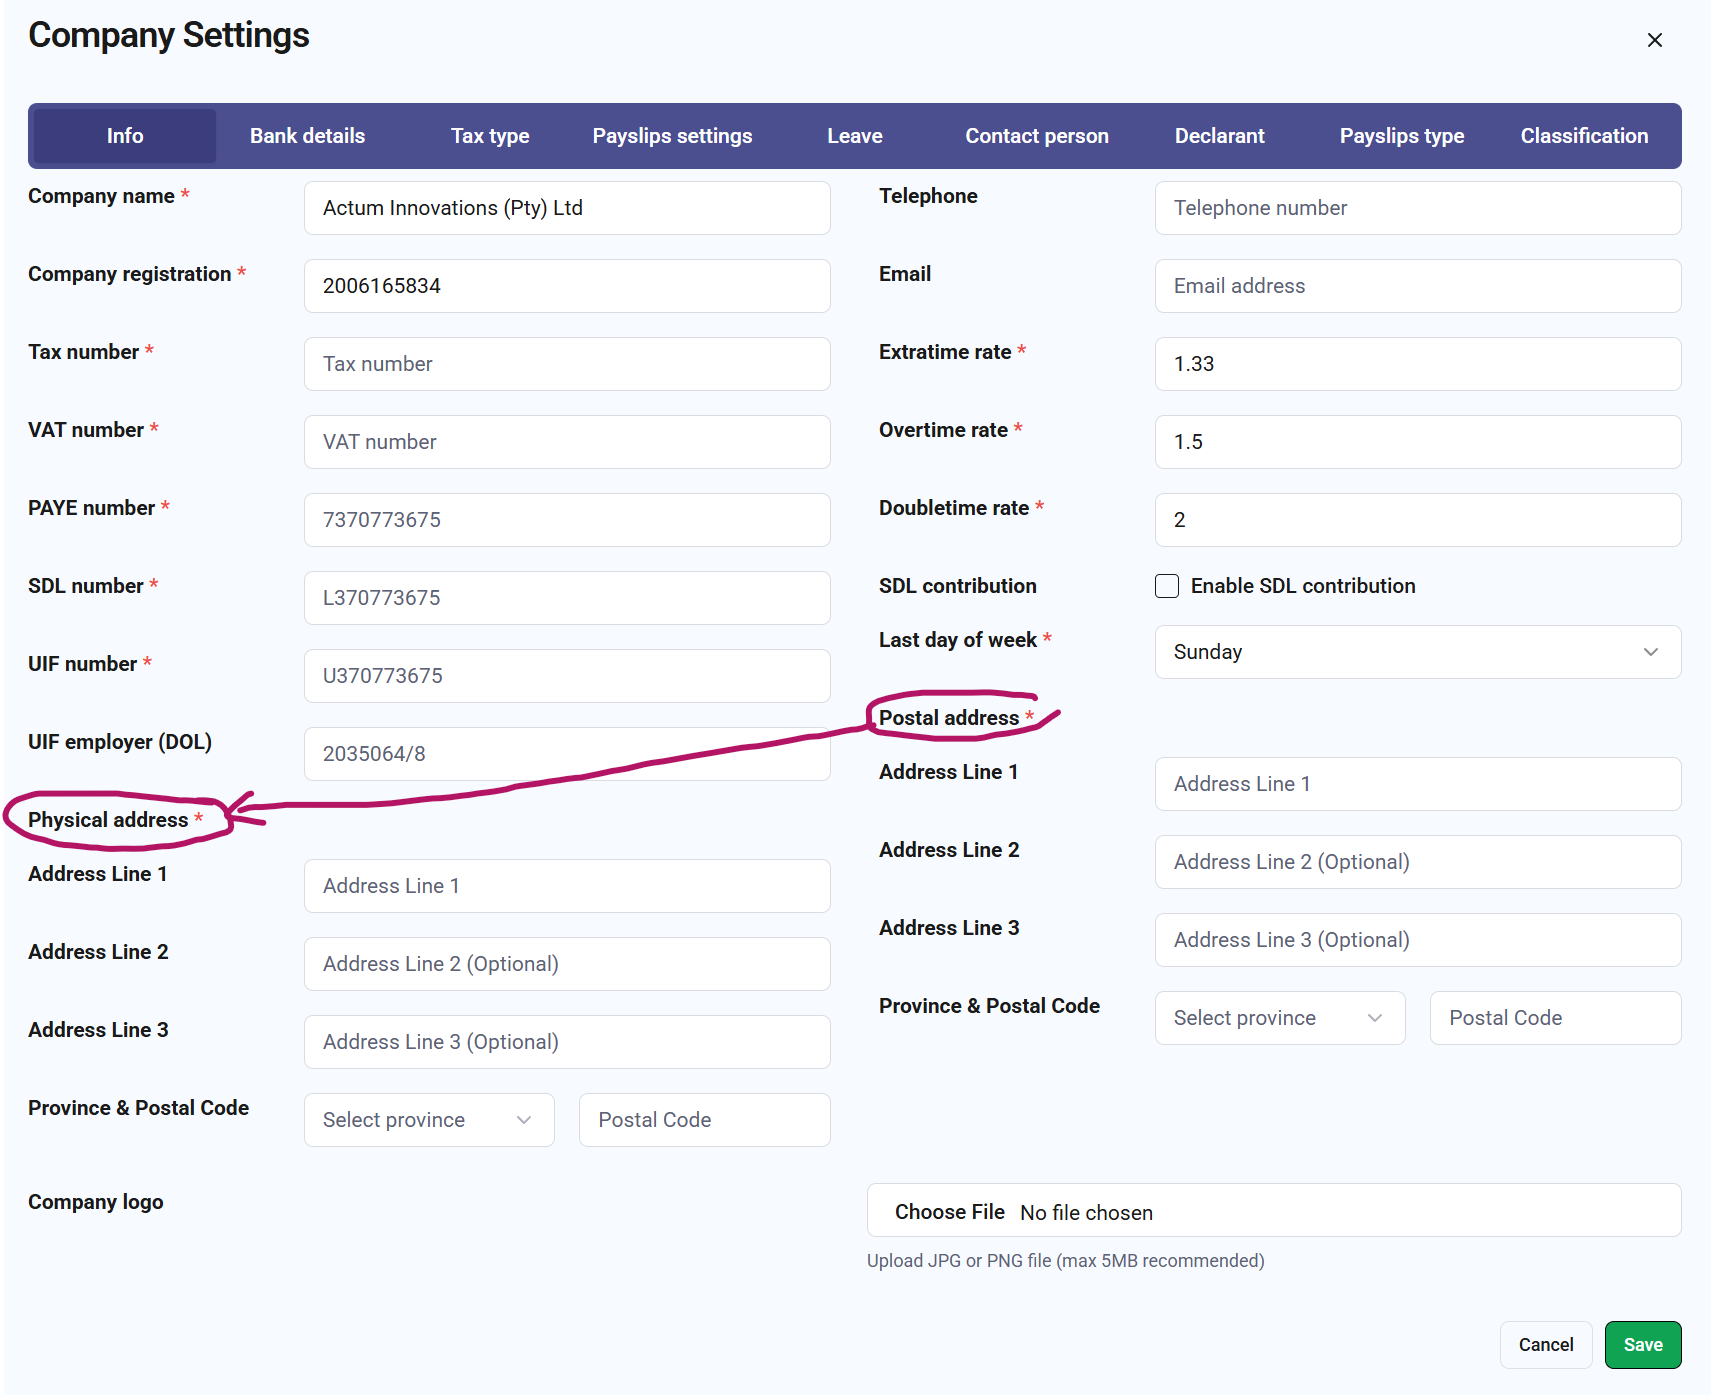 Company Settings
Info Bank details Tax type Payslips settings Leave Contact person Declarant Payslips type Classification
Company name * Actum Innovations (Pty) Ltd
Company registration * 2006165834
Tax number * Tax number
VAT number * VAT number
PAYE number * 7370773675
SDL number * L370773675
UIF number * U370773675
UIF employer (DOL) 2035064/8
Physical address *
Address Line 1 Address Line 1
Address Line 2 Address Line 2 (Optional)
Address Line 3 Address Line 3 (Optional)
Province & Postal Code Select province Postal Code
Telephone Telephone number
Email Email address
Extratime rate * 1.33
Overtime rate * 1.5
Doubletime rate * 2
SDL contribution Enable SDL contribution
Last day of week * Sunday
Postal address *
Address Line 1 Address Line 1
Address Line 2 Address Line 2 (Optional)
Address Line 3 Address Line 3 (Optional)
Province & Postal Code Select province Postal Code
Company logo Choose File No file chosen
Upload JPG or PNG file (max 5MB recommended)
Cancel Save